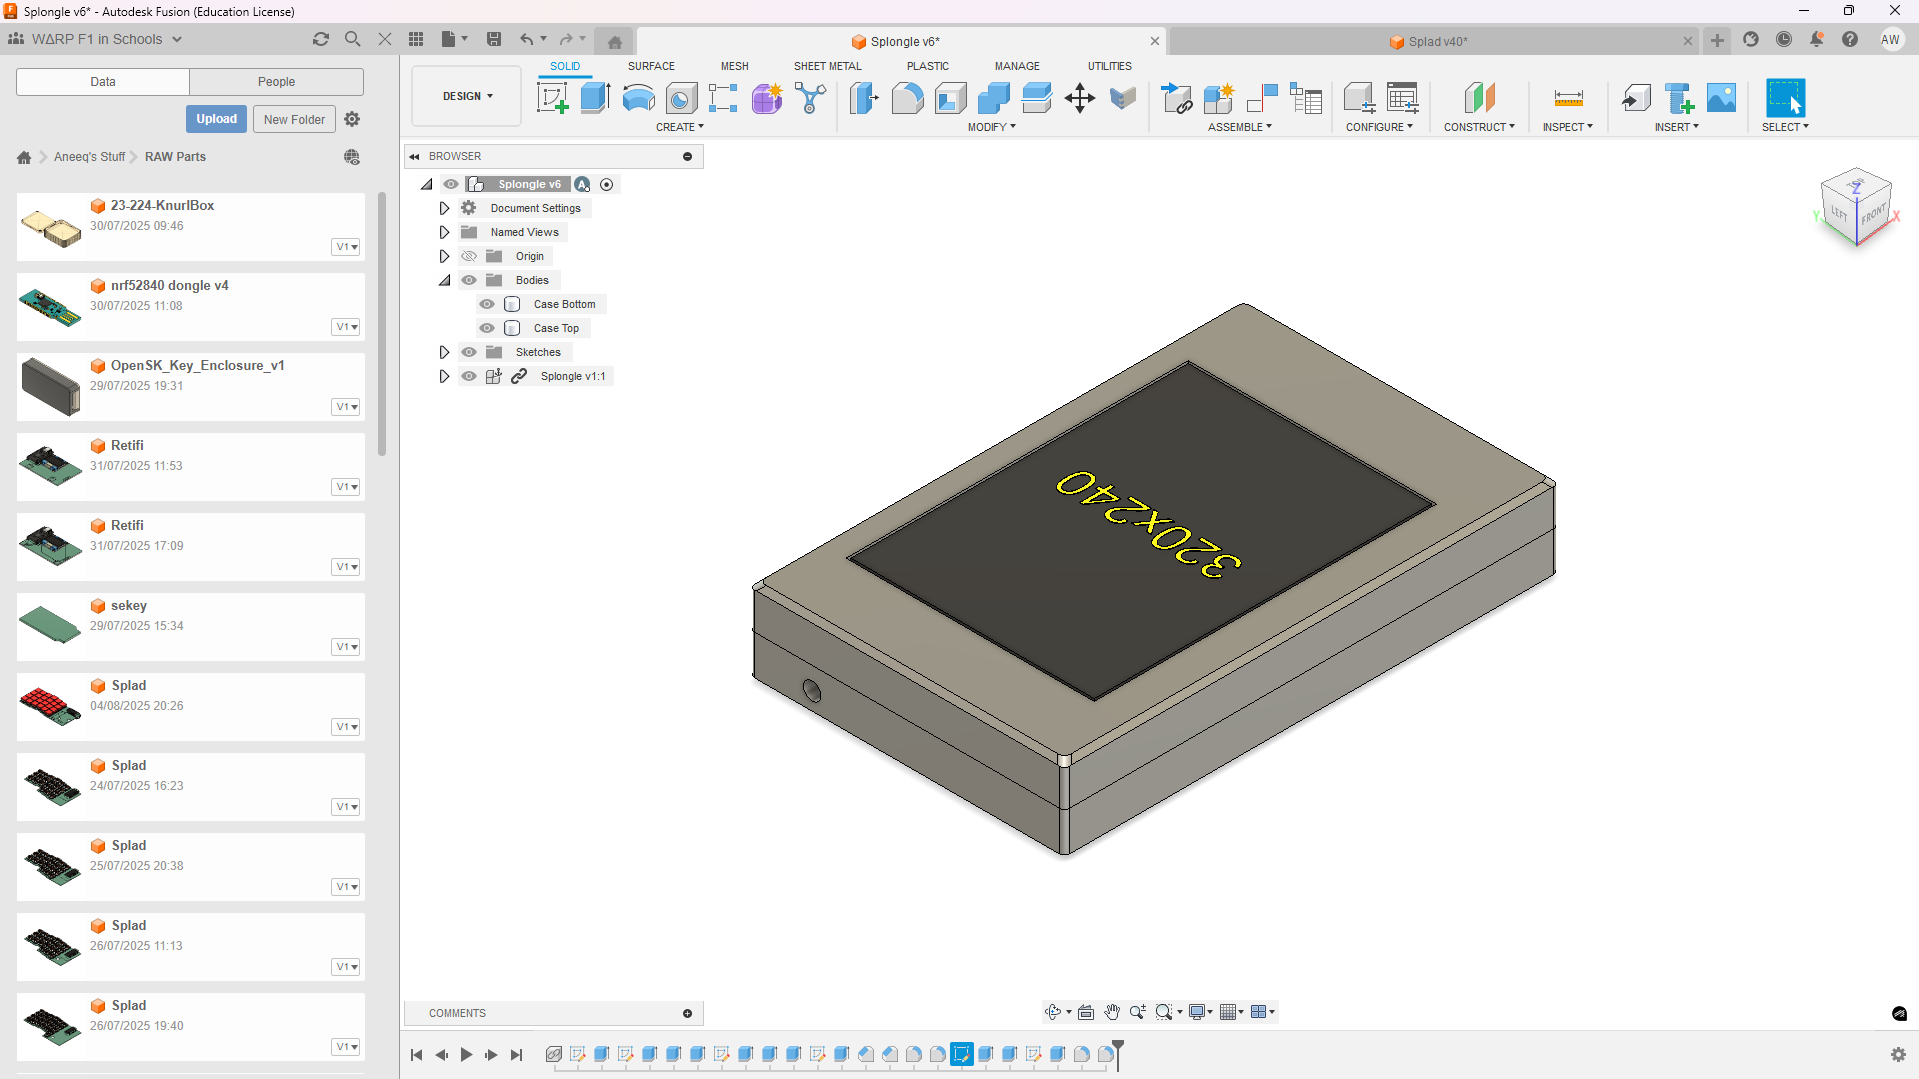 Splongle v6* - Autodesk Fusion (Education License)
WΔRP F1 in Schools
Splongle v6*
Splad v40*
AW
Data
People
Upload
New Folder
Aneeq's Stuff
RAW Parts
23-224-KnurlBox
30/07/2025 09:46
V1
nrf52840 dongle v4
30/07/2025 11:08
V1
OpenSK_Key_Enclosure_v1
29/07/2025 19:31
V1
Retifi
31/07/2025 11:53
V1
Retifi
31/07/2025 17:09
V1
sekey
29/07/2025 15:34
V1
Splad
04/08/2025 20:26
V1
Splad
24/07/2025 16:23
V1
Splad
25/07/2025 20:38
V1
Splad
26/07/2025 11:13
V1
Splad
26/07/2025 19:40
V1
DESIGN
SOLID
SURFACE
MESH
SHEET METAL
PLASTIC
MANAGE
UTILITIES
CREATE
MODIFY
ASSEMBLE
CONFIGURE
CONSTRUCT
INSPECT
INSERT
SELECT
BROWSER
Splongle v6
Document Settings
Named Views
Origin
Bodies
Case Bottom
Case Top
Sketches
Splongle v1:1
Z
LEFT
FRONT
Y
X
320x240
COMMENTS